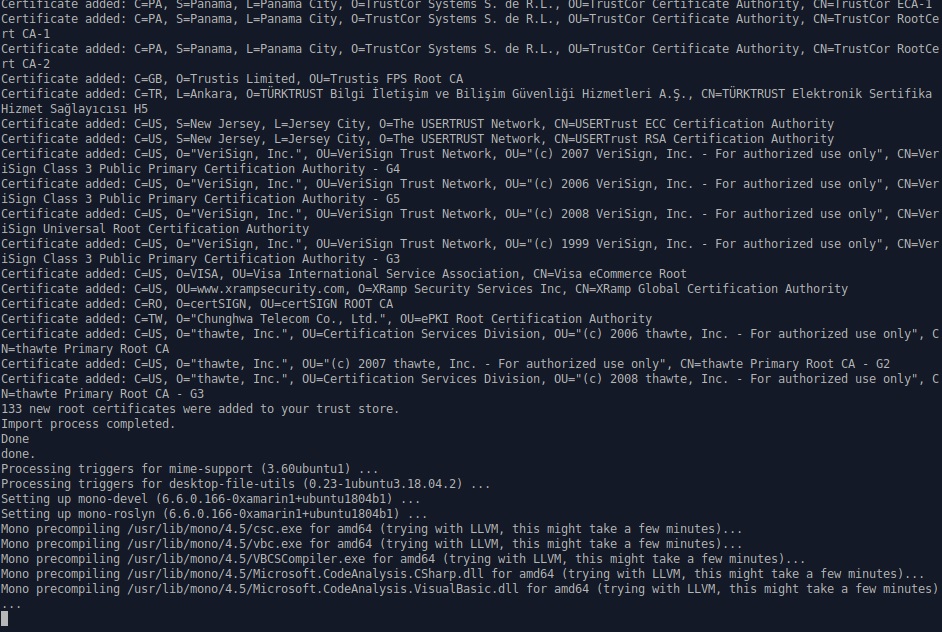 Certificate added: C=PA, S=Panama, L=Panama City, O=TrustCor Systems S. de R.L., OU=TrustCor Certificate Authority, CN=TrustCor ECA-1
Certificate added: C=PA, S=Panama, L=Panama City, O=TrustCor Systems S. de R.L., OU=TrustCor Certificate Authority, CN=TrustCor RootCe
rt CA-1
Certificate added: C=PA, S=Panama, L=Panama City, O=TrustCor Systems S. de R.L., OU=TrustCor Certificate Authority, CN=TrustCor RootCe
rt CA-2
Certificate added: C=GB, O=Trustis Limited, OU=Trustis FPS Root CA
Certificate added: C=TR, L=Ankara, O=TÜRKTRUST Bilgi İletişim ve Bilişim Güvenliği Hizmetleri A.Ş., CN=TÜRKTRUST Elektronik Sertifika
Hizmet Sağlayıcısı H5
Certificate added: C=US, S=New Jersey, L=Jersey City, O=The USERTRUST Network, CN=USERTrust ECC Certification Authority
Certificate added: C=US, S=New Jersey, L=Jersey City, O=The USERTRUST Network, CN=USERTrust RSA Certification Authority
Certificate added: C=US, O="VeriSign, Inc.", OU=VeriSign Trust Network, OU="(c) 2007 VeriSign, Inc. - For authorized use only", CN=Ver
iSign Class 3 Public Primary Certification Authority - G4
Certificate added: C=US, O="VeriSign, Inc.", OU=VeriSign Trust Network, OU="(c) 2006 VeriSign, Inc. - For authorized use only", CN=Ver
iSign Class 3 Public Primary Certification Authority - G5
Certificate added: C=US, O="VeriSign, Inc.", OU=VeriSign Trust Network, OU="(c) 2008 VeriSign, Inc. - For authorized use only", CN=Ver
iSign Universal Root Certification Authority
Certificate added: C=US, O="VeriSign, Inc.", OU=VeriSign Trust Network, OU="(c) 1999 VeriSign, Inc. - For authorized use only", CN=Ver
iSign Class 3 Public Primary Certification Authority - G3
Certificate added: C=US, O=VISA, OU=Visa International Service Association, CN=Visa eCommerce Root
Certificate added: C=US, OU=www.xrampsecurity.com, O=XRamp Security Services Inc, CN=XRamp Global Certification Authority
Certificate added: C=RO, O=certSIGN, OU=certSIGN ROOT CA
Certificate added: C=TW, O="Chunghwa Telecom Co., Ltd.", OU=ePKI Root Certification Authority
Certificate added: C=US, O="thawte, Inc.", OU=Certification Services Division, OU="(c) 2006 thawte, Inc. - For authorized use only", C
N=thawte Primary Root CA
Certificate added: C=US, O="thawte, Inc.", OU="(c) 2007 thawte, Inc. - For authorized use only", CN=thawte Primary Root CA - G2
Certificate added: C=US, O="thawte, Inc.", OU=Certification Services Division, OU="(c) 2008 thawte, Inc. - For authorized use only", C
N=thawte Primary Root CA - G3
133 new root certificates were added to your trust store.
Import process completed.
Done
done.
Processing triggers for mime-support (3.60ubuntu1) ...
Processing triggers for desktop-file-utils (0.23-1ubuntu3.18.04.2) ...
Setting up mono-devel (6.6.0.166-0xamarin1+ubuntu1804b1) ...
Setting up mono-roslyn (6.6.0.166-0xamarin1+ubuntu1804b1) ...
Mono precompiling /usr/lib/mono/4.5/csc.exe for amd64 (trying with LLVM, this might take a few minutes)...
Mono precompiling /usr/lib/mono/4.5/vbc.exe for amd64 (trying with LLVM, this might take a few minutes)...
Mono precompiling /usr/lib/mono/4.5/VBCSCompiler.exe for amd64 (trying with LLVM, this might take a few minutes)...
Mono precompiling /usr/lib/mono/4.5/Microsoft.CodeAnalysis.CSharp.dll for amd64 (trying with LLVM, this might take a few minutes)...
Mono precompiling /usr/lib/mono/4.5/Microsoft.CodeAnalysis.VisualBasic.dll for amd64 (trying with LLVM, this might take a few minutes)
...